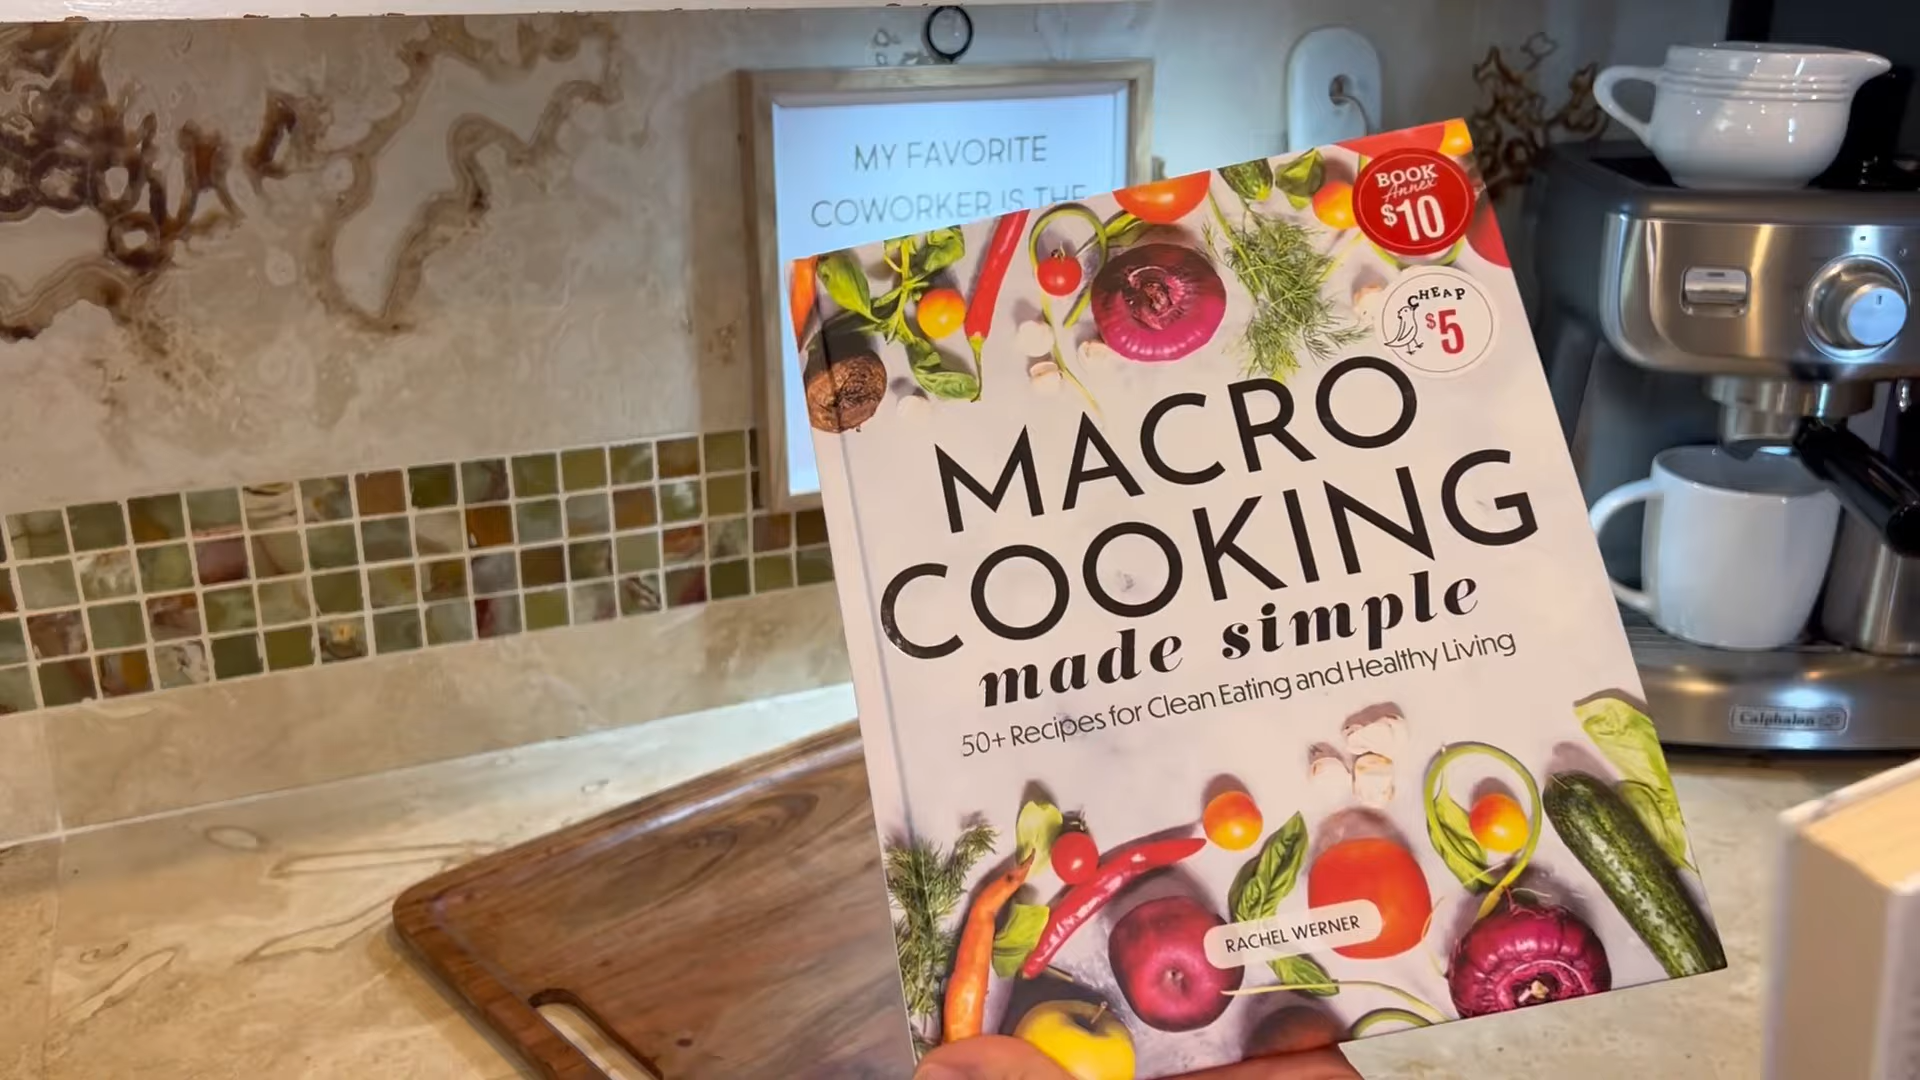 MY FAVORITE
COWORKER IS THE
BOOK
Annex
$10
CHEAP
$5
MACRO
COOKING
made simple
50+ Recipes for Clean Eating and Healthy Living
RACHEL WERNER
Calphalon